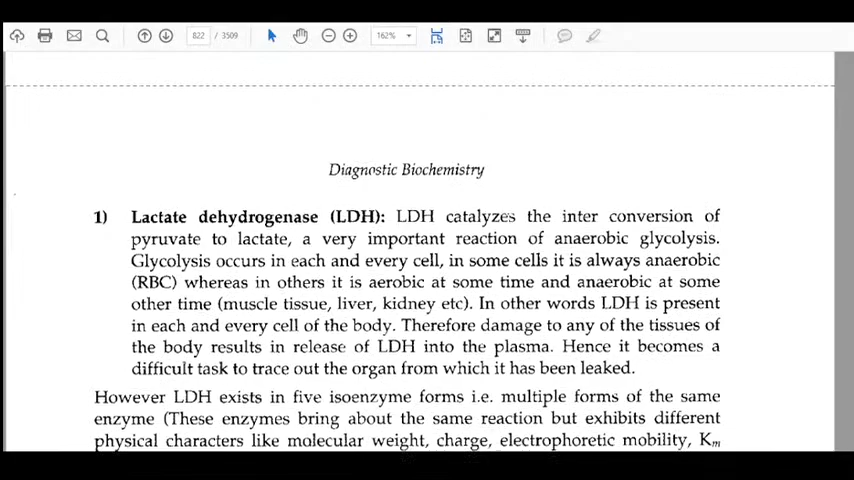 822 / 3509 162%
Diagnostic Biochemistry
1) Lactate dehydrogenase (LDH): LDH catalyzes the inter conversion of
pyruvate to lactate, a very important reaction of anaerobic glycolysis.
Glycolysis occurs in each and every cell, in some cells it is always anaerobic
(RBC) whereas in others it is aerobic at some time and anaerobic at some
other time (muscle tissue, liver, kidney etc). In other words LDH is present
in each and every cell of the body. Therefore damage to any of the tissues of
the body results in release of LDH into the plasma. Hence it becomes a
difficult task to trace out the organ from which it has been leaked.
However LDH exists in five isoenzyme forms i.e. multiple forms of the same
enzyme (These enzymes bring about the same reaction but exhibits different
physical characters like molecular weight, charge, electrophoretic mobility, Km